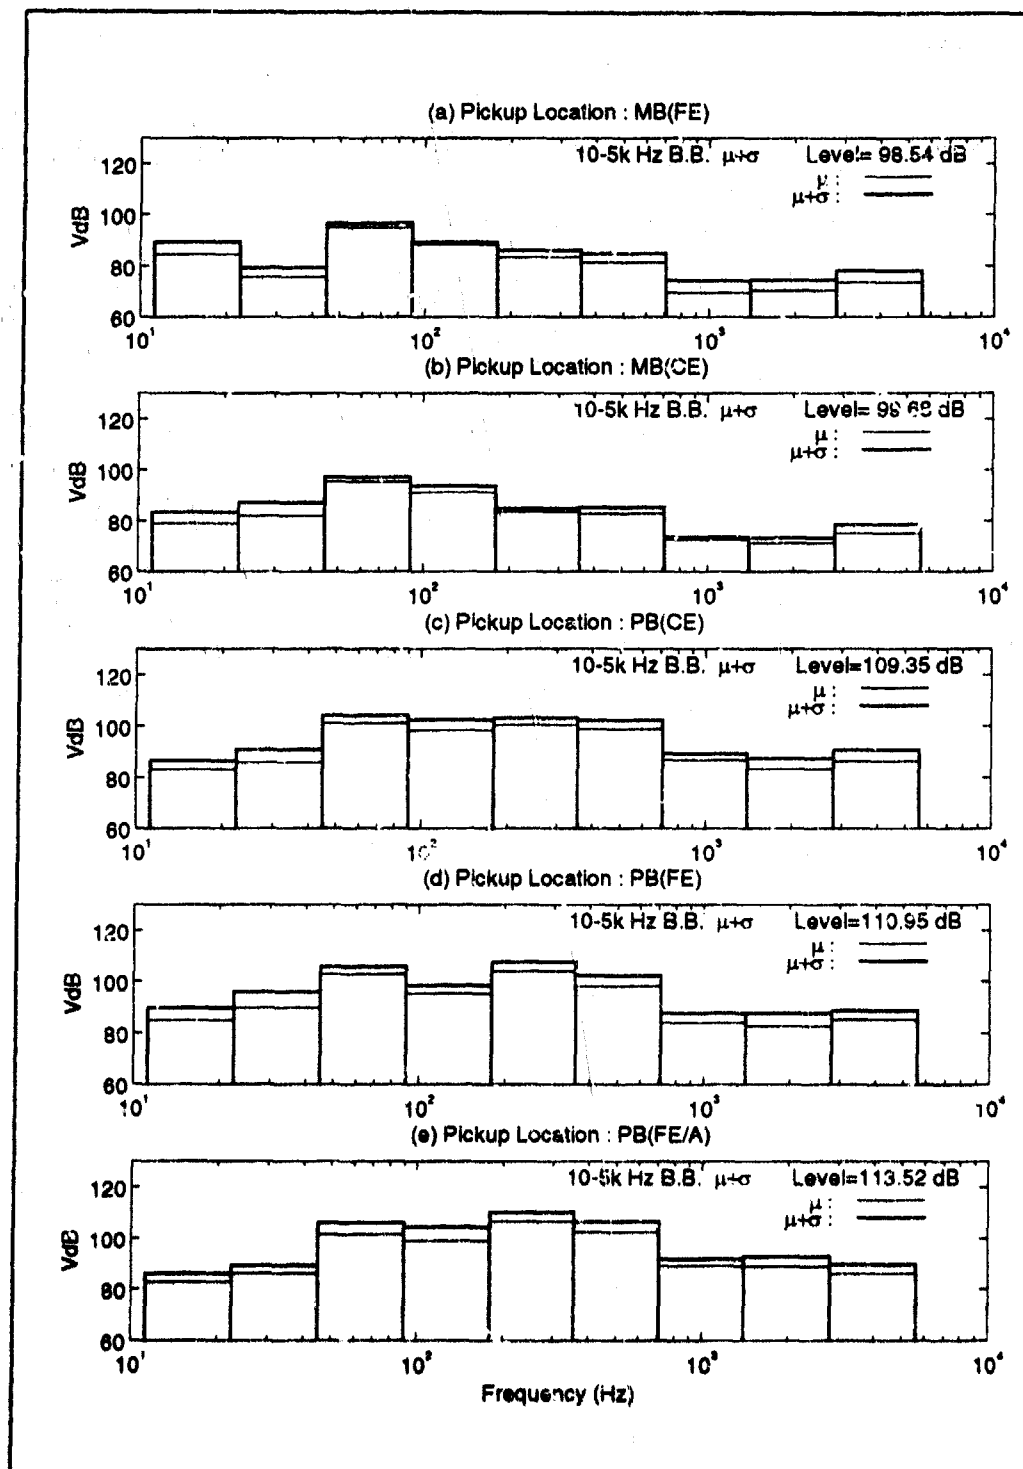 (a) Pickup Location : MB(FE)
10-5k Hz B.B. μ+σ Level= 98.54 dB
μ :
μ+σ :
VdB
120
100
80
60
10¹ 10² 10³ 10⁴
(b) Pickup Location : MB(CE)
10-5k Hz B.B. μ+σ Level= 99.68 dB
μ :
μ+σ :
VdB
120
100
80
60
10¹ 10² 10³ 10⁴
(c) Pickup Location : PB(CE)
10-5k Hz B.B. μ+σ Level=109.35 dB
μ :
μ+σ :
VdB
120
100
80
60
10¹ 10² 10³ 10⁴
(d) Pickup Location : PB(FE)
10-5k Hz B.B. μ+σ Level=110.95 dB
μ :
μ+σ :
VdB
120
100
80
60
10¹ 10² 10³ 10⁴
(e) Pickup Location : PB(FE/A)
10-5k Hz B.B. μ+σ Level=113.52 dB
μ :
μ+σ :
VdB
120
100
80
60
10¹ 10² 10³ 10⁴
Frequency (Hz)